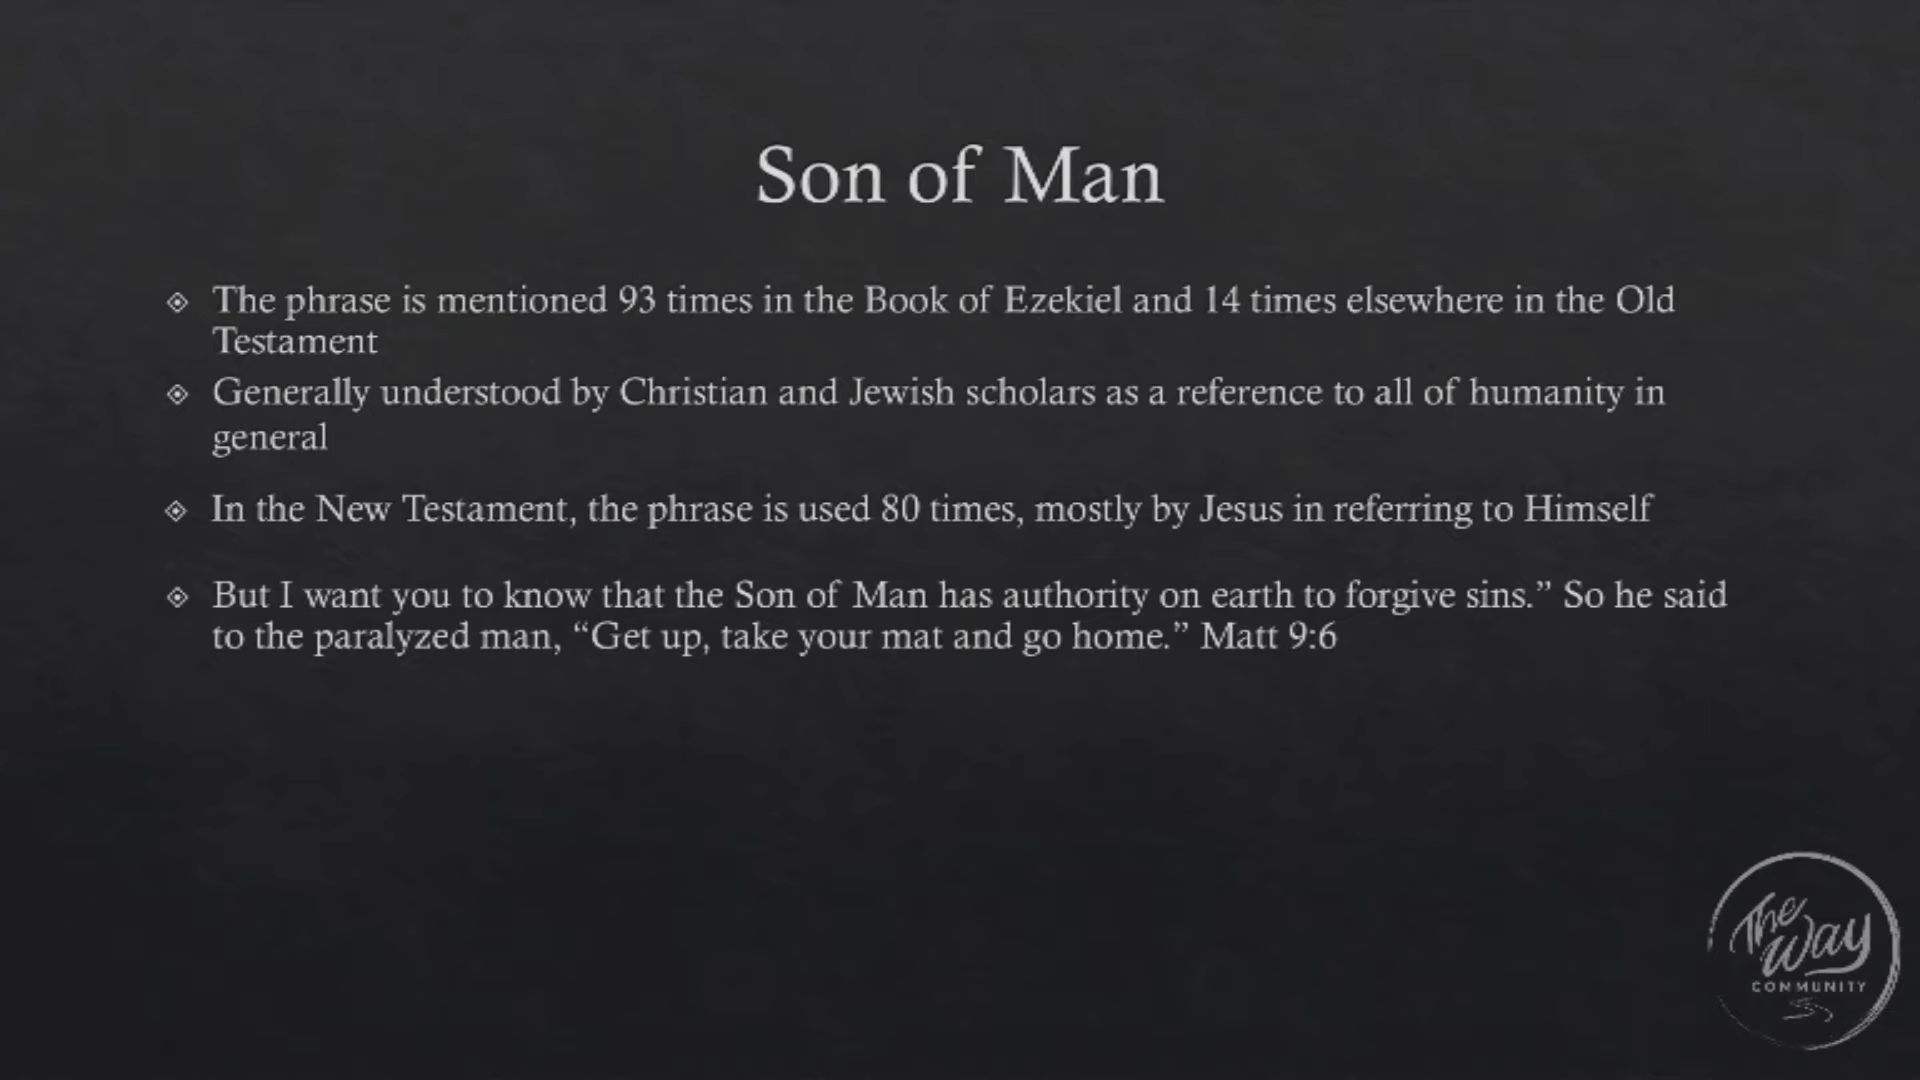 Son of Man
The phrase is mentioned 93 times in the Book of Ezekiel and 14 times elsewhere in the Old
Testament
Generally understood by Christian and Jewish scholars as a reference to all of humanity in
general
In the New Testament, the phrase is used 80 times, mostly by Jesus in referring to Himself
But I want you to know that the Son of Man has authority on earth to forgive sins.” So he said
to the paralyzed man, “Get up, take your mat and go home.” Matt 9:6
The
Way
COMMUNITY